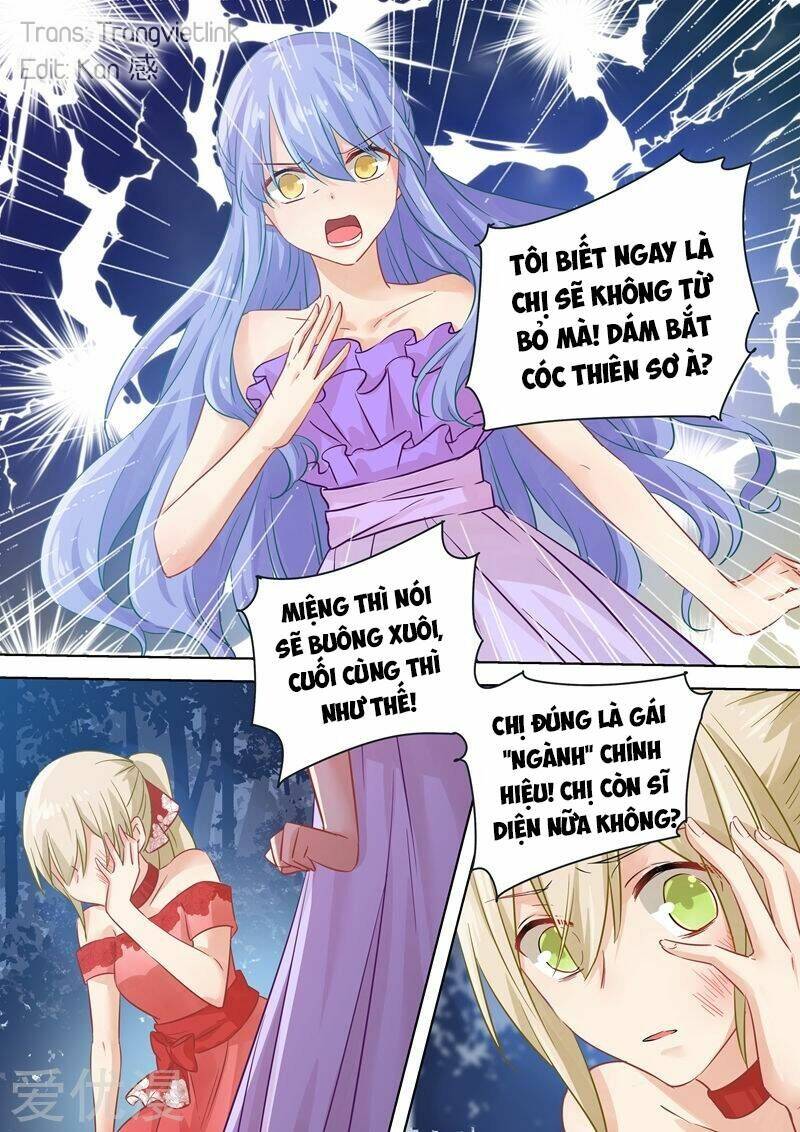 Trans: Trangvietlink
Edit: Kan 感
TÔI BIẾT NGAY LÀ
CHỊ SẼ KHÔNG TỪ
BỎ MÀ! DÁM BẮT
CÓC THIÊN SƠ À?
MIỆNG THÌ NÓI
SẼ BUÔNG XUÔI,
CUỐI CÙNG THÌ
NHƯ THẾ!
CHỊ ĐÚNG LÀ GÁI
"NGÀNH" CHÍNH
HIỆU! CHỊ CÒN SĨ
DIỆN NỮA KHÔNG?
爱优漫